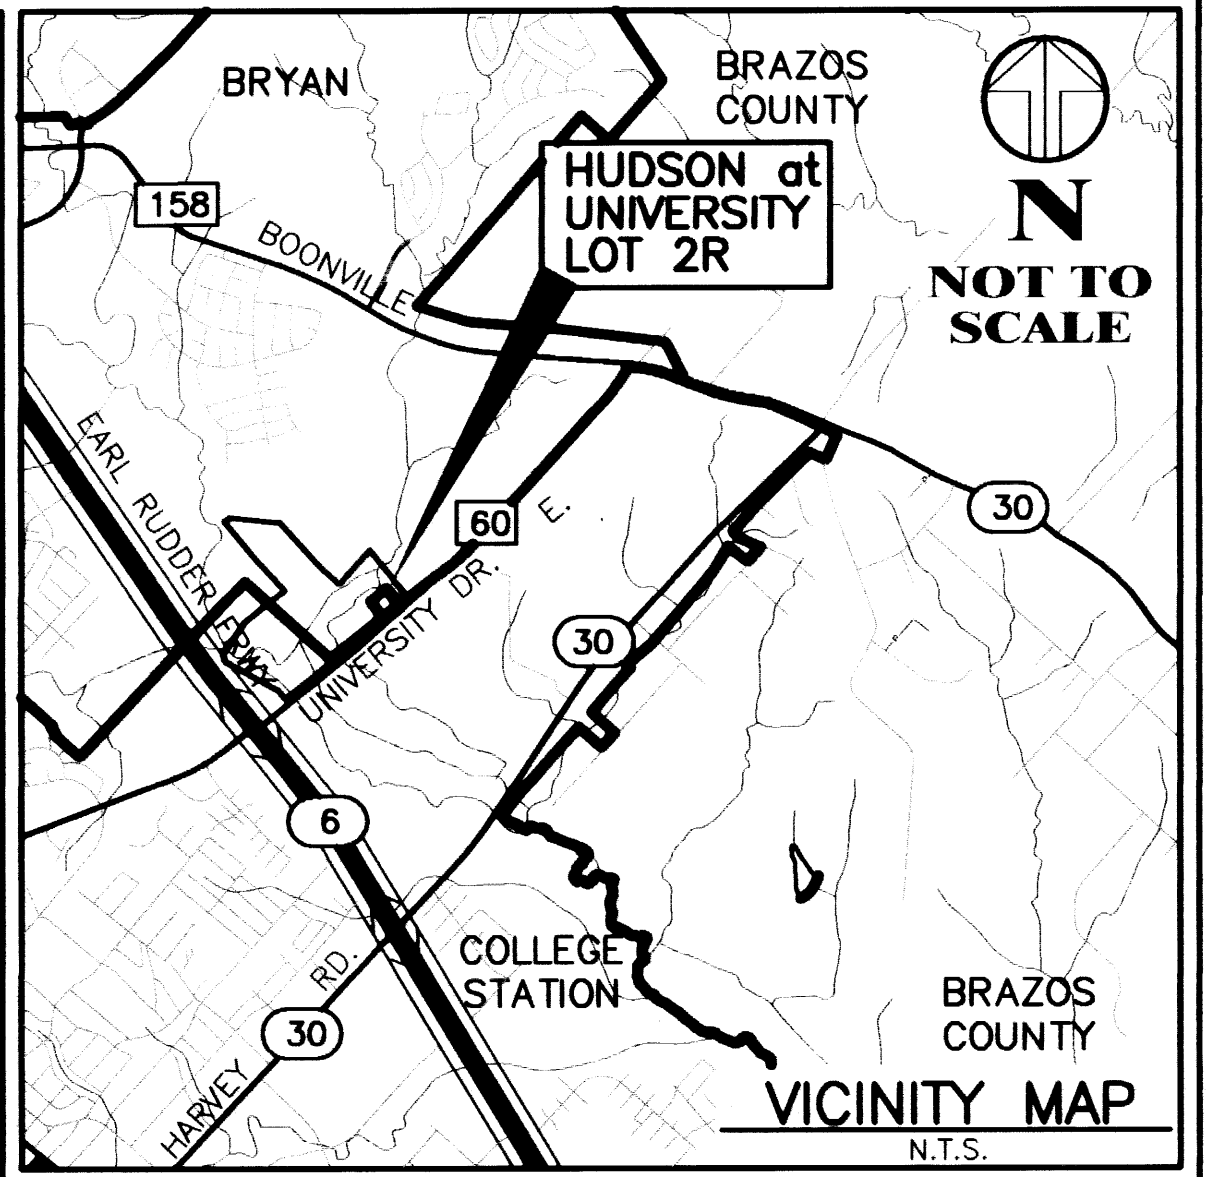 BRYAN
BRAZOS
COUNTY
HUDSON at
UNIVERSITY
LOT 2R
N
NOT TO
SCALE
158
BOONVILLE
EARL RUDDER FRWY
60
UNIVERSITY DR. E.
30
30
6
COLLEGE
STATION
HARVEY RD.
30
BRAZOS
COUNTY
VICINITY MAP
N.T.S.